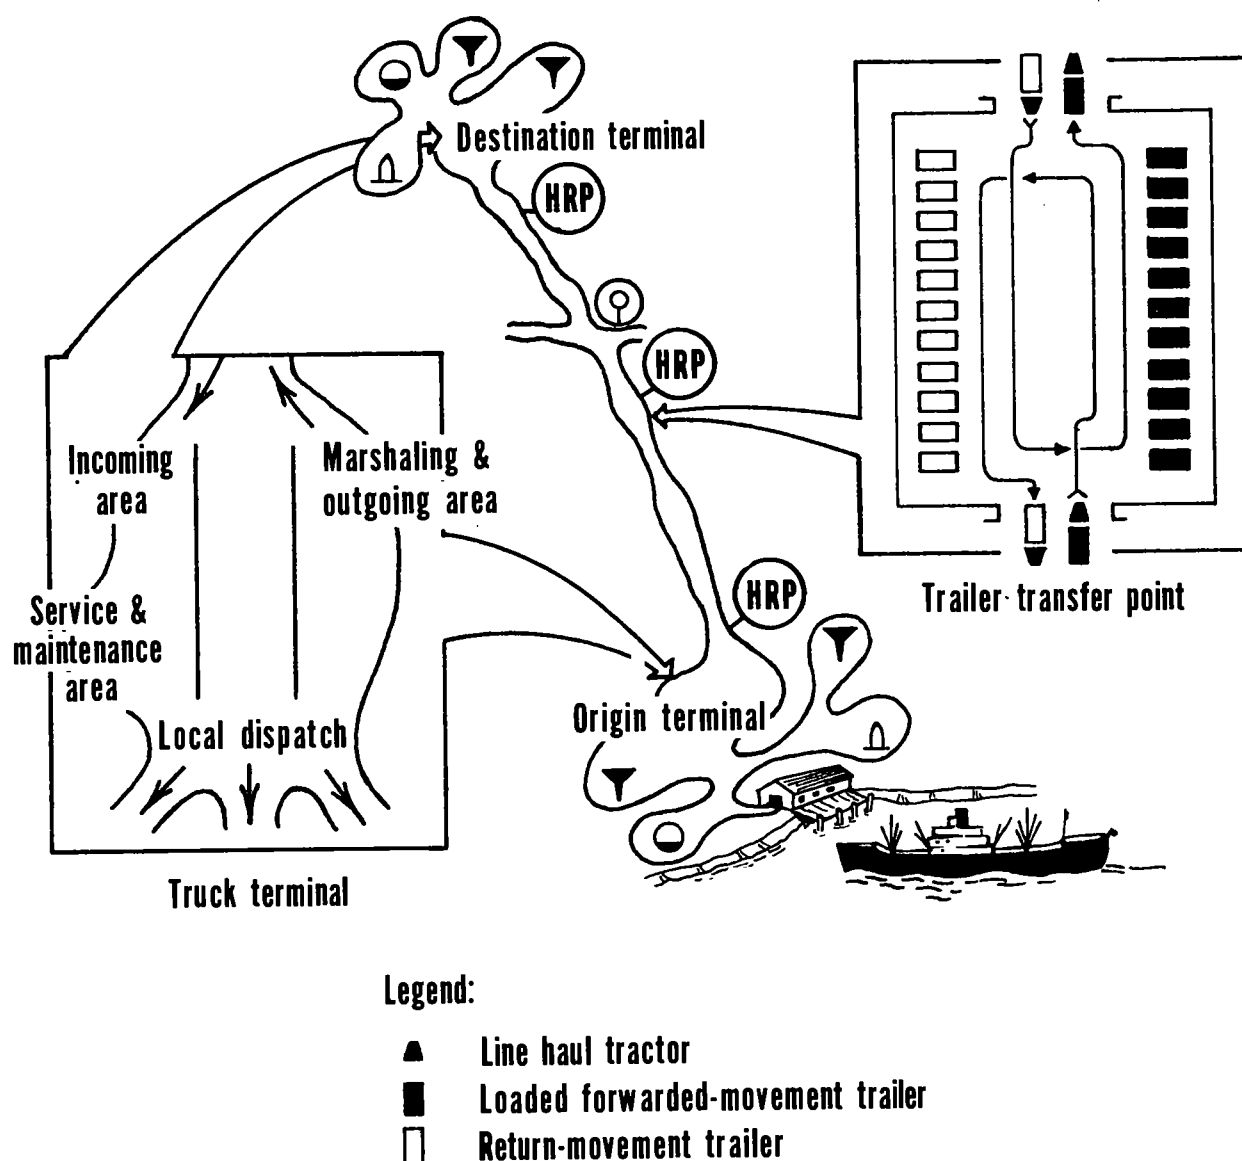 Destination terminal
HRP
HRP
Incoming
area
Marshaling &
outgoing area
Service &
maintenance
area
Local dispatch
Truck terminal
HRP
Origin terminal
Trailer transfer point
Legend:
Line haul tractor
Loaded forwarded-movement trailer
Return-movement trailer